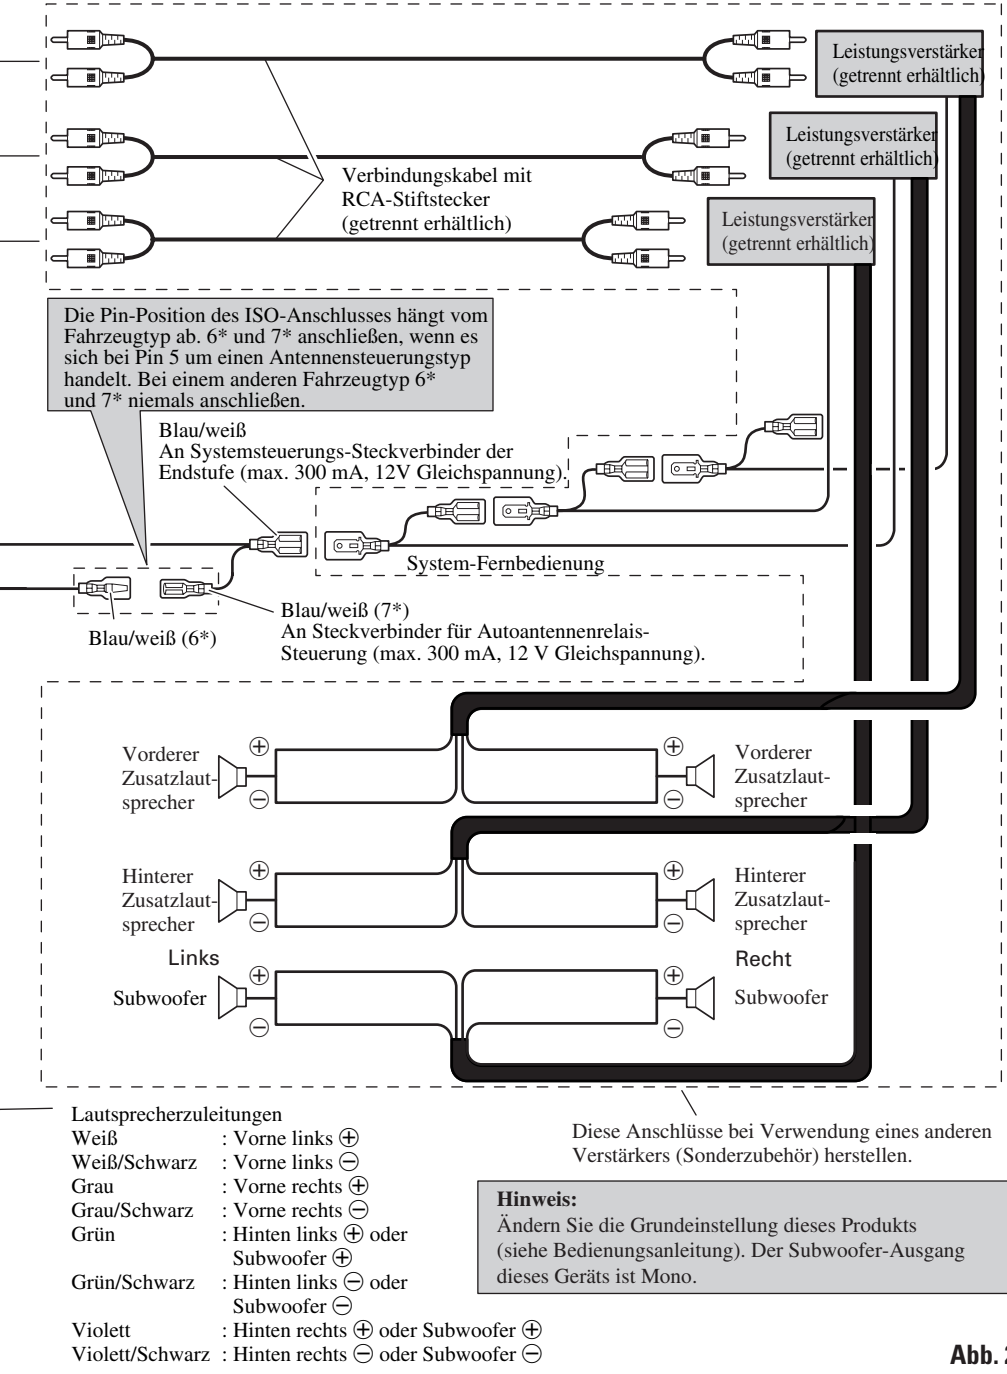 Leistungsverstärker
(getrennt erhältlich)
Leistungsverstärker
(getrennt erhältlich)
Verbindungskabel mit
RCA-Stiftstecker
(getrennt erhältlich)
Leistungsverstärker
(getrennt erhältlich)
Die Pin-Position des ISO-Anschlusses hängt vom
Fahrzeugtyp ab. 6* und 7* anschließen, wenn es
sich bei Pin 5 um einen Antennensteuerungstyp
handelt. Bei einem anderen Fahrzeugtyp 6*
und 7* niemals anschließen.
Blau/weiß
An Systemsteuerungs-Steckverbinder der
Endstufe (max. 300 mA, 12V Gleichspannung).
System-Fernbedienung
Blau/weiß (6*)
Blau/weiß (7*)
An Steckverbinder für Autoantennenrelais-
Steuerung (max. 300 mA, 12 V Gleichspannung).
Vorderer
Zusatzlaut-
sprecher
⊕
⊖
⊕
⊖
Vorderer
Zusatzlaut-
sprecher
Hinterer
Zusatzlaut-
sprecher
⊕
⊖
⊕
⊖
Hinterer
Zusatzlaut-
sprecher
Links
Recht
Subwoofer
⊕
⊖
⊕
⊖
Subwoofer
Lautsprecherzuleitungen
Weiß : Vorne links ⊕
Weiß/Schwarz : Vorne links ⊖
Grau : Vorne rechts ⊕
Grau/Schwarz : Vorne rechts ⊖
Grün : Hinten links ⊕ oder
Subwoofer ⊕
Grün/Schwarz : Hinten links ⊖ oder
Subwoofer ⊖
Violett : Hinten rechts ⊕ oder Subwoofer ⊕
Violett/Schwarz : Hinten rechts ⊖ oder Subwoofer ⊖
Diese Anschlüsse bei Verwendung eines anderen
Verstärkers (Sonderzubehör) herstellen.
Hinweis:
Ändern Sie die Grundeinstellung dieses Produkts
(siehe Bedienungsanleitung). Der Subwoofer-Ausgang
dieses Geräts ist Mono.
Abb.